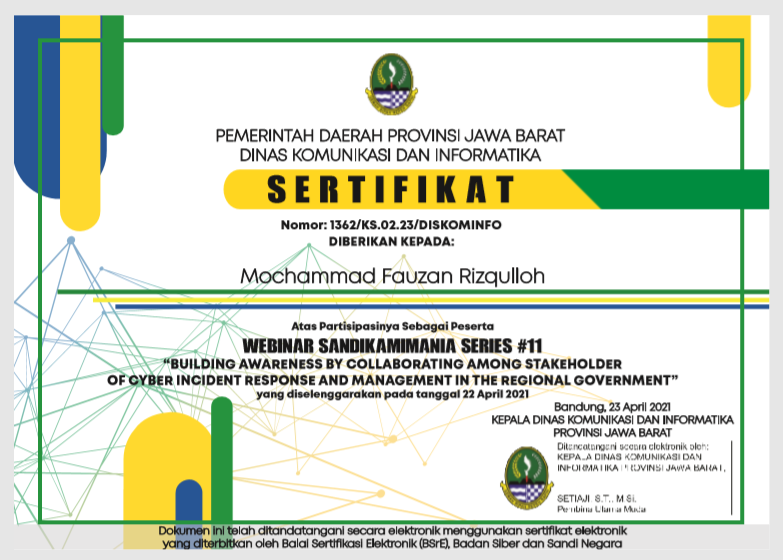 PEMERINTAH DAERAH PROVINSI JAWA BARAT
DINAS KOMUNIKASI DAN INFORMATIKA
SERTIFIKAT
Nomor: 1362/KS.02.23/DISKOMINFO
DIBERIKAN KEPADA:
Mochammad Fauzan Rizqulloh
Atas Partisipasinya Sebagai Peserta
WEBINAR SANDIKAMIMANIA SERIES #11
“BUILDING AWARENESS BY COLLABORATING AMONG STAKEHOLDER
OF CYBER INCIDENT RESPONSE AND MANAGEMENT IN THE REGIONAL GOVERNMENT”
yang diselenggarakan pada tanggal 22 April 2021
Bandung, 23 April 2021
KEPALA DINAS KOMUNIKASI DAN INFORMATIKA
PROVINSI JAWA BARAT
Ditandatangani secara elektronik oleh:
KEPALA DINAS KOMUNIKASI DAN
INFORMATIKA PROVINSI JAWA BARAT,
SETIAJI, S.T., M.Si.
Pembina Utama Muda
Dokumen ini telah ditandatangani secara elektronik menggunakan sertifikat elektronik
yang diterbitkan oleh Balai Sertifikasi Elektronik (BSrE), Badan Siber dan Sandi Negara